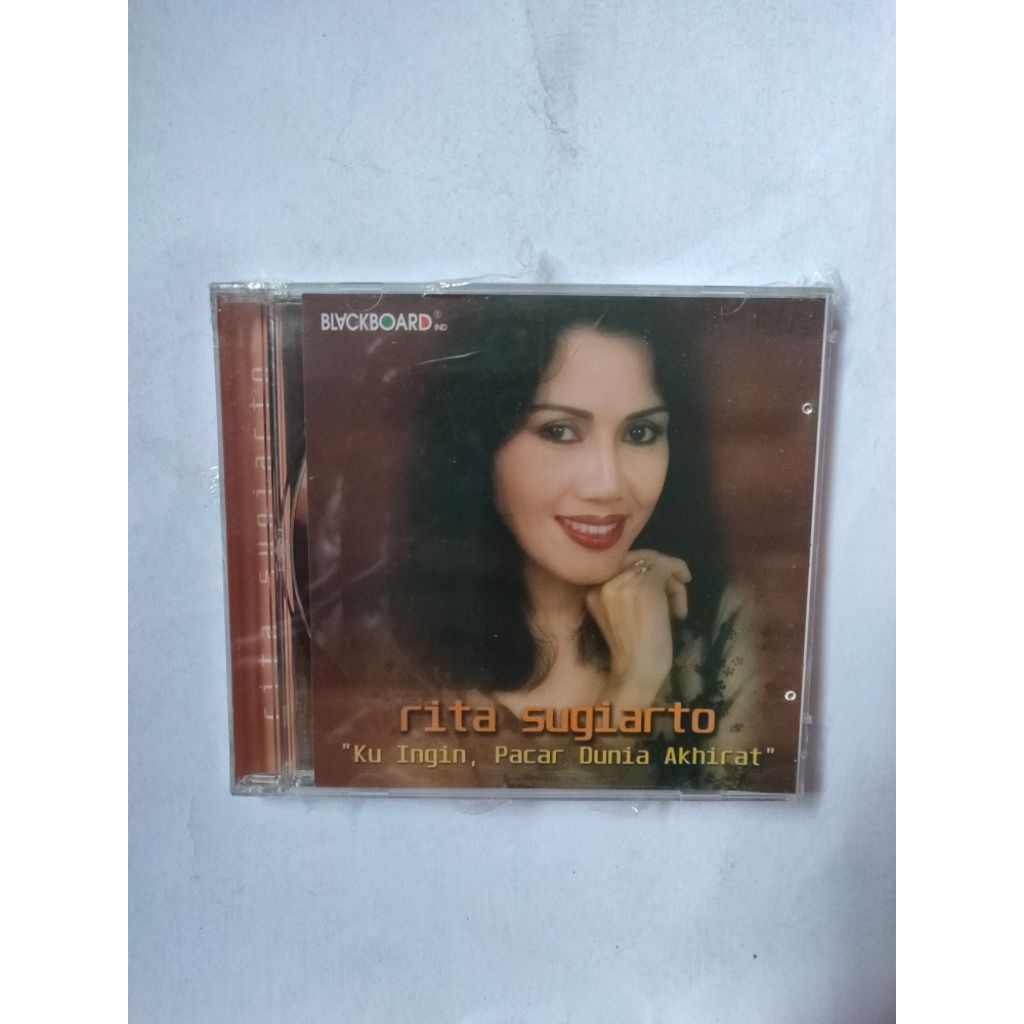 BLACKBOARD® IND
rita sugiarto
rita sugiarto
"Ku Ingin, Pacar Dunia Akhirat"